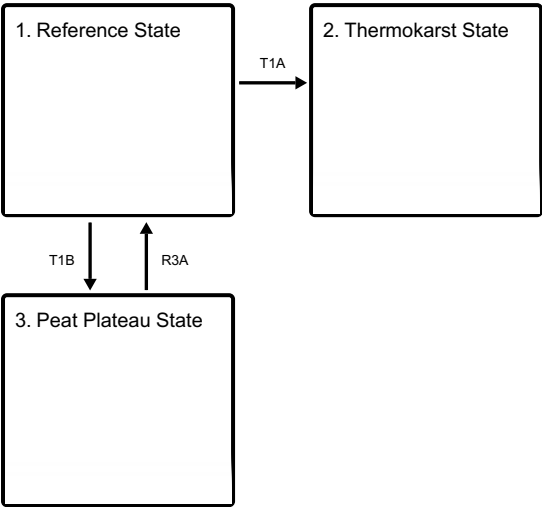 1. Reference State
T1A
2. Thermokarst State
T1B
R3A
3. Peat Plateau State